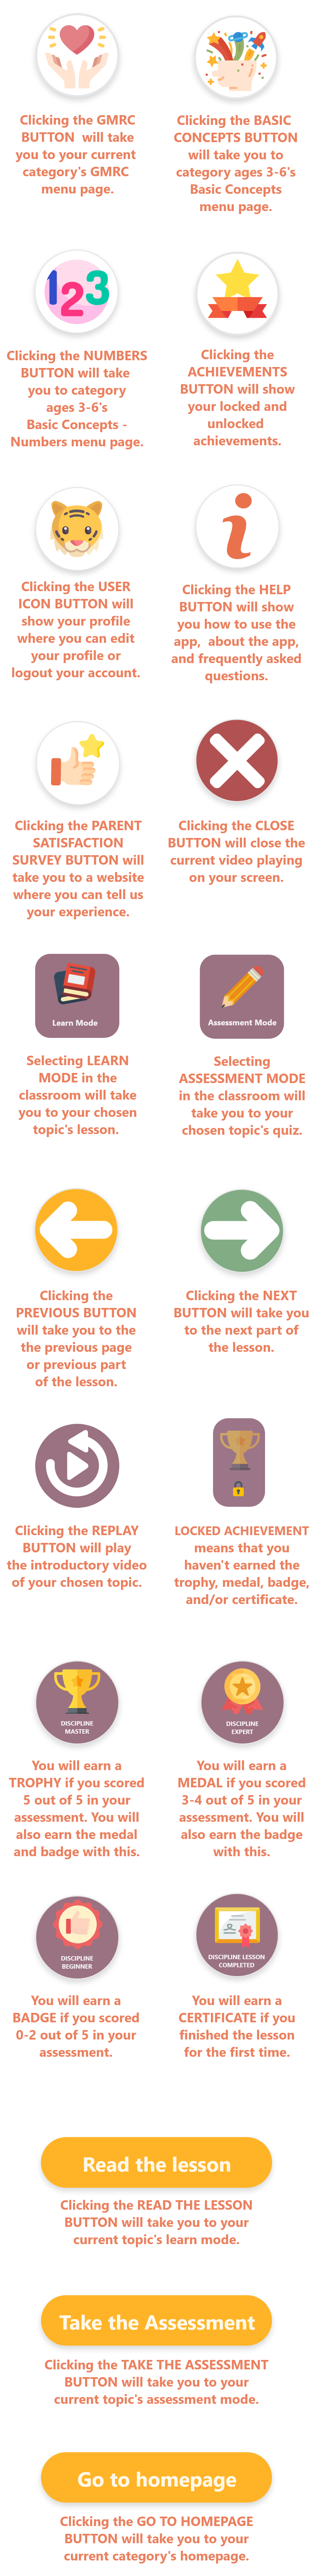 Clicking the GMRC
BUTTON will take
you to your current
category's GMRC
menu page.
Clicking the BASIC
CONCEPTS BUTTON
will take you to
category ages 3-6's
Basic Concepts
menu page.
123
Clicking the NUMBERS
BUTTON will take
you to category
ages 3-6's
Basic Concepts -
Numbers menu page.
Clicking the
ACHIEVEMENTS
BUTTON will show
your locked and
unlocked
achievements.
Clicking the USER
ICON BUTTON will
show your profile
where you can edit
your profile or
logout your account.
i
Clicking the HELP
BUTTON will show
you how to use the
app, about the app,
and frequently asked
questions.
Clicking the PARENT
SATISFACTION
SURVEY BUTTON will
take you to a website
where you can tell us
your experience.
Clicking the CLOSE
BUTTON will close the
current video playing
on your screen.
Learn Mode
Selecting LEARN
MODE in the
classroom will take
you to your chosen
topic's lesson.
Assessment Mode
Selecting
ASSESSMENT MODE
in the classroom will
take you to your
chosen topic's quiz.
Clicking the
PREVIOUS BUTTON
will take you to the
the previous page
or previous part
of the lesson.
Clicking the NEXT
BUTTON will take you
to the next part of
the lesson.
Clicking the REPLAY
BUTTON will play
the introductory video
of your chosen topic.
LOCKED ACHIEVEMENT
means that you
haven't earned the
trophy, medal, badge,
and/or certificate.
DISCIPLINE
MASTER
You will earn a
TROPHY if you scored
5 out of 5 in your
assessment. You will
also earn the medal
and badge with this.
DISCIPLINE
EXPERT
You will earn a
MEDAL if you scored
3-4 out of 5 in your
assessment. You will
also earn the badge
with this.
DISCIPLINE
BEGINNER
You will earn a
BADGE if you scored
0-2 out of 5 in your
assessment.
DISCIPLINE LESSON
COMPLETED
You will earn a
CERTIFICATE if you
finished the lesson
for the first time.
Read the lesson
Clicking the READ THE LESSON
BUTTON will take you to your
current topic's learn mode.
Take the Assessment
Clicking the TAKE THE ASSESSMENT
BUTTON will take you to your
current topic's assessment mode.
Go to homepage
Clicking the GO TO HOMEPAGE
BUTTON will take you to your
current category's homepage.